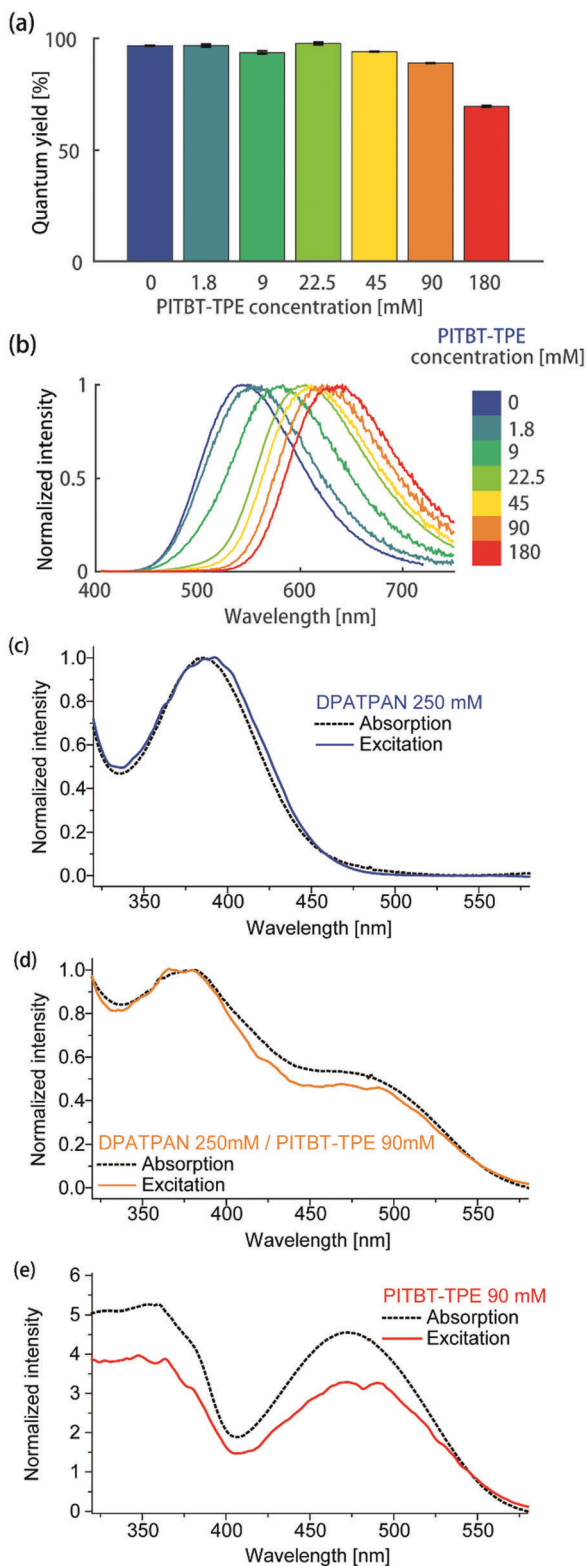 (a)
100
50
0
Quantum yield [%]
0 1.8 9 22.5 45 90 180
PITBT-TPE concentration [mM]
(b)
PITBT-TPE
concentration [mM]
1
0.5
0
Normalized intensity
400 500 600 700
Wavelength [nm]
0
1.8
9
22.5
45
90
180
(c)
1.0
0.8
0.6
0.4
0.2
0.0
Normalized intensity
DPATPAN 250 mM
Absorption
Excitation
350 400 450 500 550
Wavelength [nm]
(d)
1.0
0.8
0.6
0.4
0.2
0.0
Normalized intensity
DPATPAN 250mM / PITBT-TPE 90mM
Absorption
Excitation
350 400 450 500 550
Wavelength [nm]
(e)
6
5
4
3
2
1
0
Normalized intensity
PITBT-TPE 90 mM
Absorption
Excitation
350 400 450 500 550
Wavelength [nm]